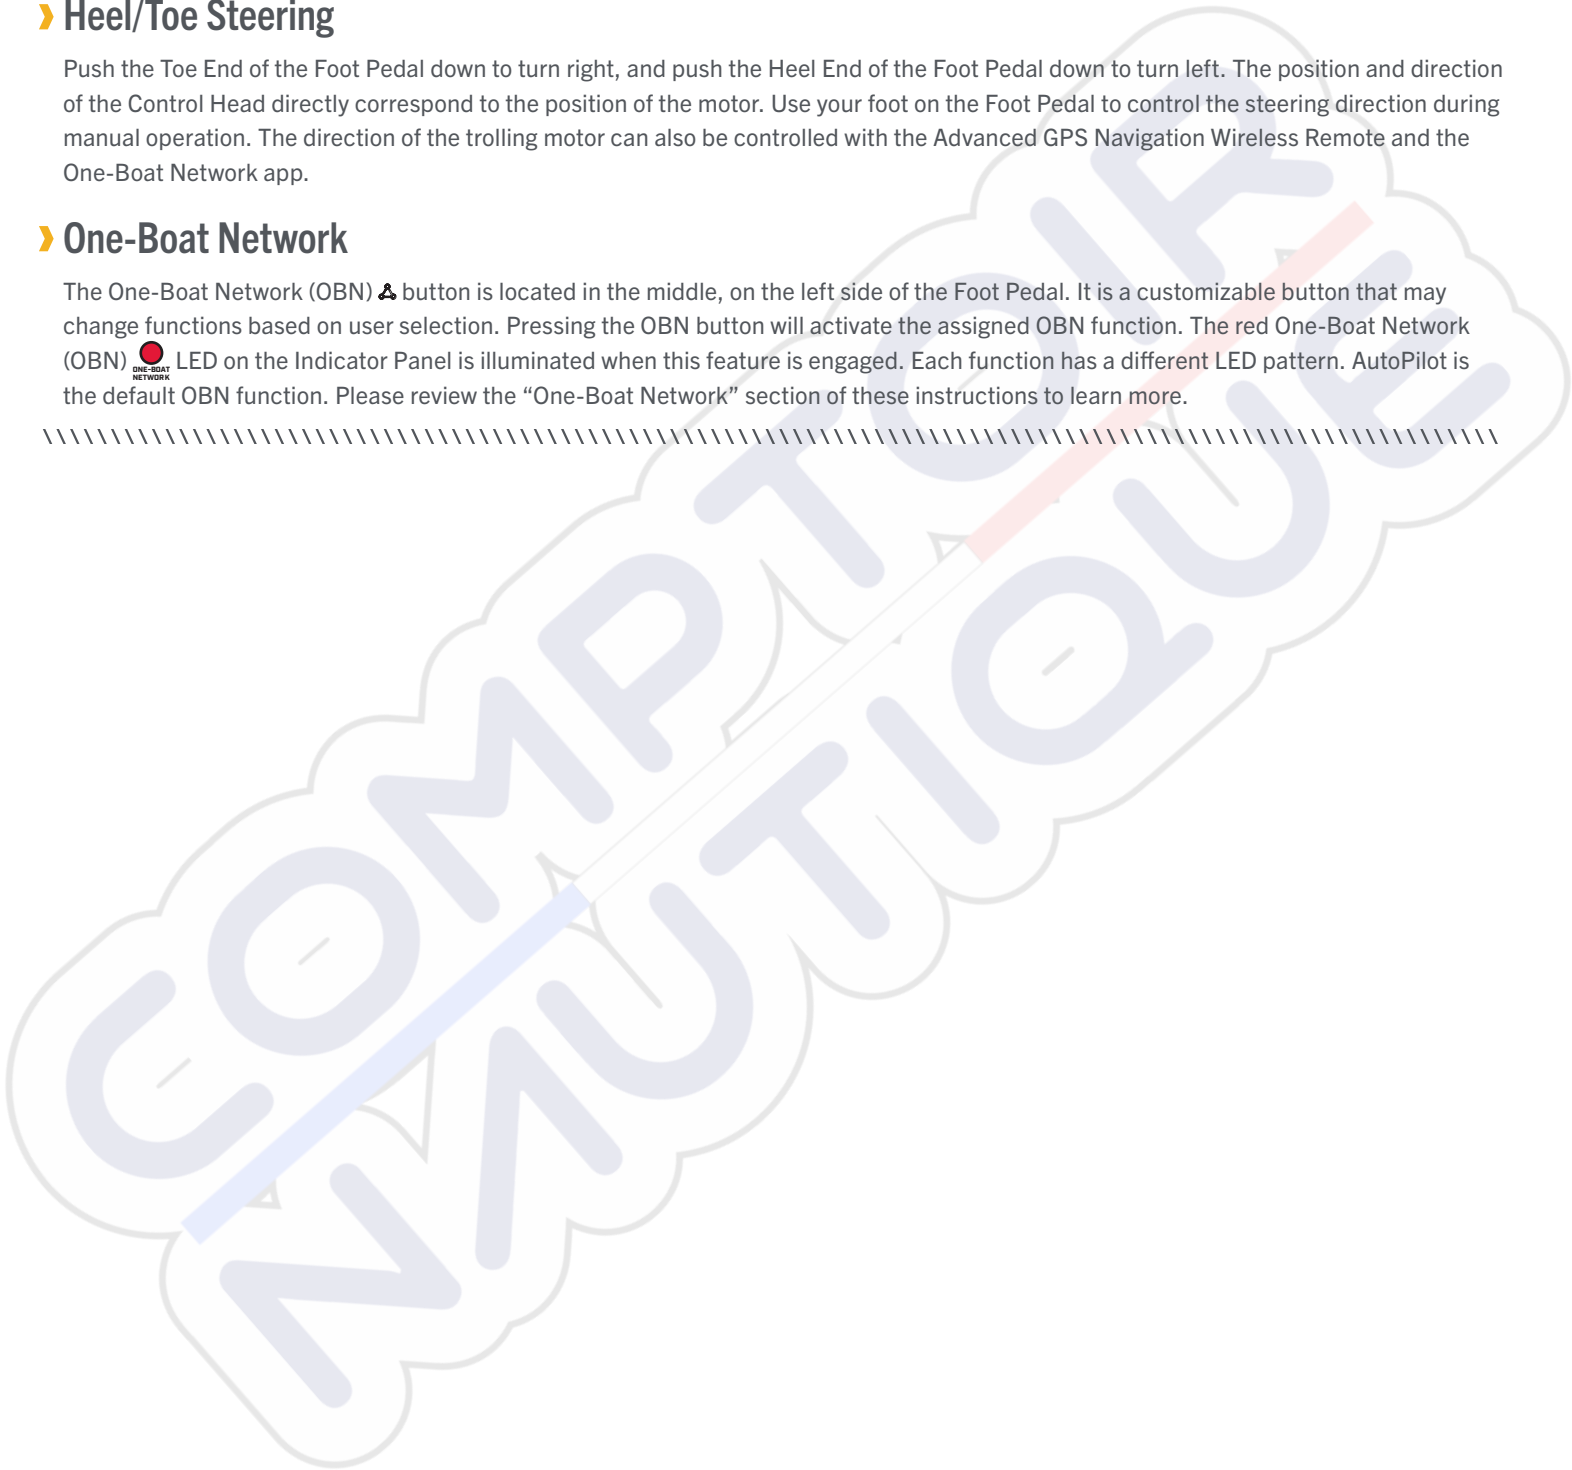 Heel/Toe Steering
Push the Toe End of the Foot Pedal down to turn right, and push the Heel End of the Foot Pedal down to turn left. The position and direction
of the Control Head directly correspond to the position of the motor. Use your foot on the Foot Pedal to control the steering direction during
manual operation. The direction of the trolling motor can also be controlled with the Advanced GPS Navigation Wireless Remote and the
One-Boat Network app.
One-Boat Network
The One-Boat Network (OBN) button is located in the middle, on the left side of the Foot Pedal. It is a customizable button that may
change functions based on user selection. Pressing the OBN button will activate the assigned OBN function. The red One-Boat Network
(OBN) ONE-BOAT NETWORK LED on the Indicator Panel is illuminated when this feature is engaged. Each function has a different LED pattern. AutoPilot is
the default OBN function. Please review the “One-Boat Network” section of these instructions to learn more.
COMPTOIR
NAUTIQUE